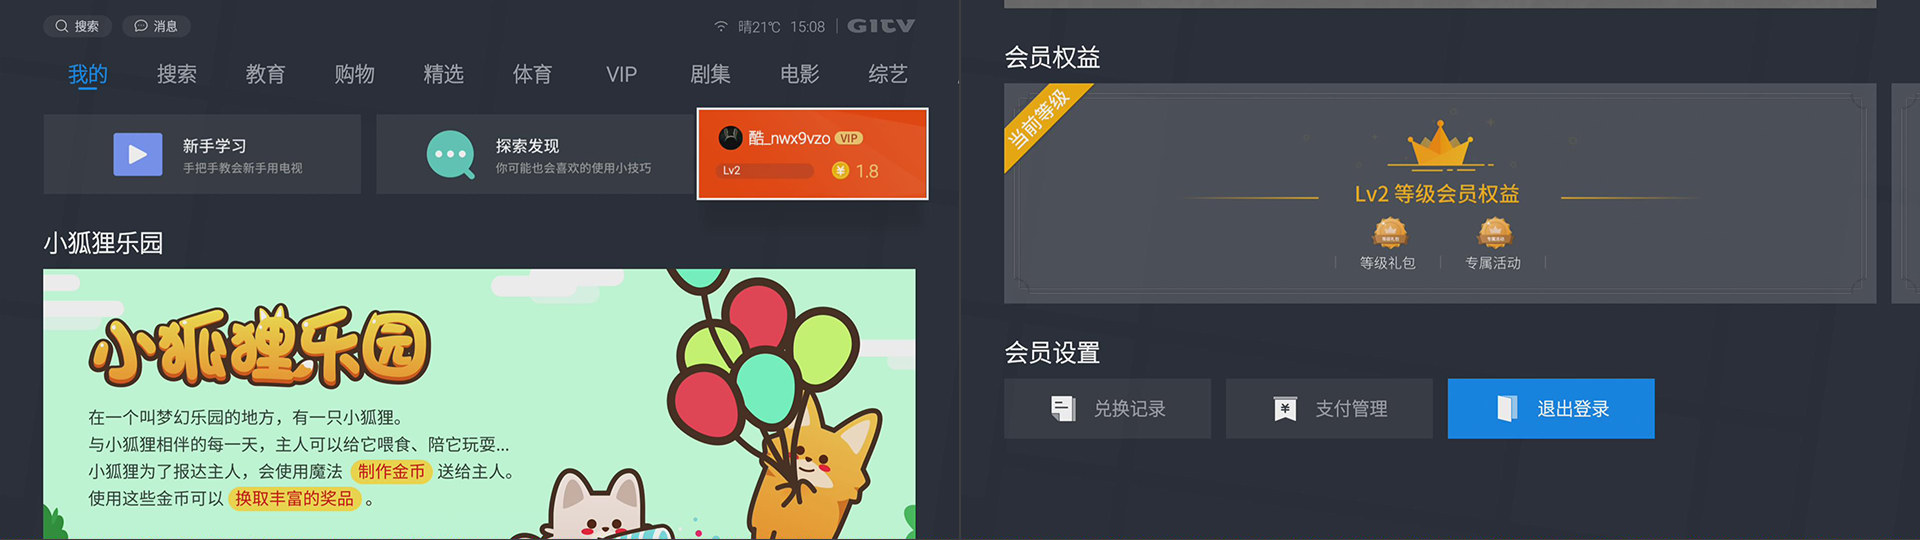 搜索 消息
晴21℃ 15:08 GITV
我的 搜索 教育 购物 精选 体育 VIP 剧集 电影 综艺
新手学习
手把手教会新手用电视
探索发现
你可能也会喜欢的使用小技巧
酷_nwx9vzo VIP
Lv2 ¥ 1.8
小狐狸乐园
小狐狸乐园
在一个叫梦幻乐园的地方，有一只小狐狸。
与小狐狸相伴的每一天，主人可以给它喂食、陪它玩耍...
小狐狸为了报达主人，会使用魔法 制作金币 送给主人。
使用这些金币可以 换取丰富的奖品 。
会员权益
当前等级
Lv2 等级会员权益
等级礼包 专属活动
等级礼包 专属活动
会员设置
兑换记录 ¥ 支付管理 退出登录